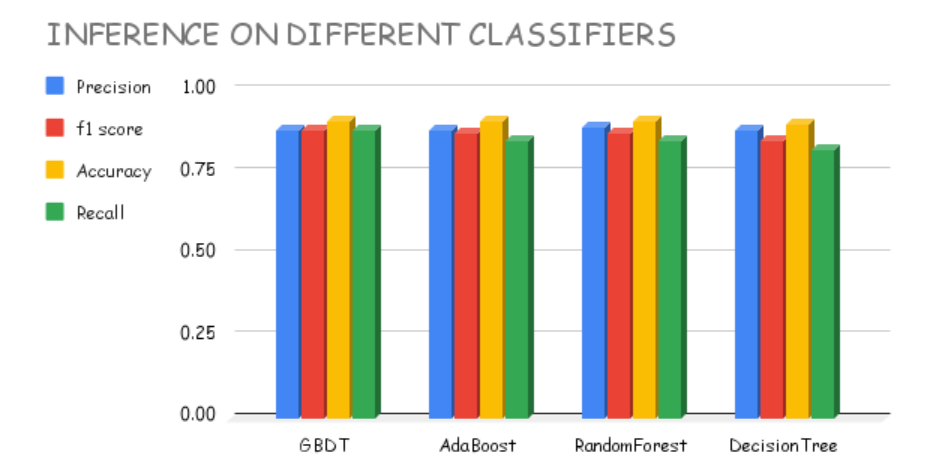 INFERENCE ON DIFFERENT CLASSIFIERS
Precision
f1 score
Accuracy
Recall
1.00
0.75
0.50
0.25
0.00
GBDT
AdaBoost
RandomForest
DecisionTree